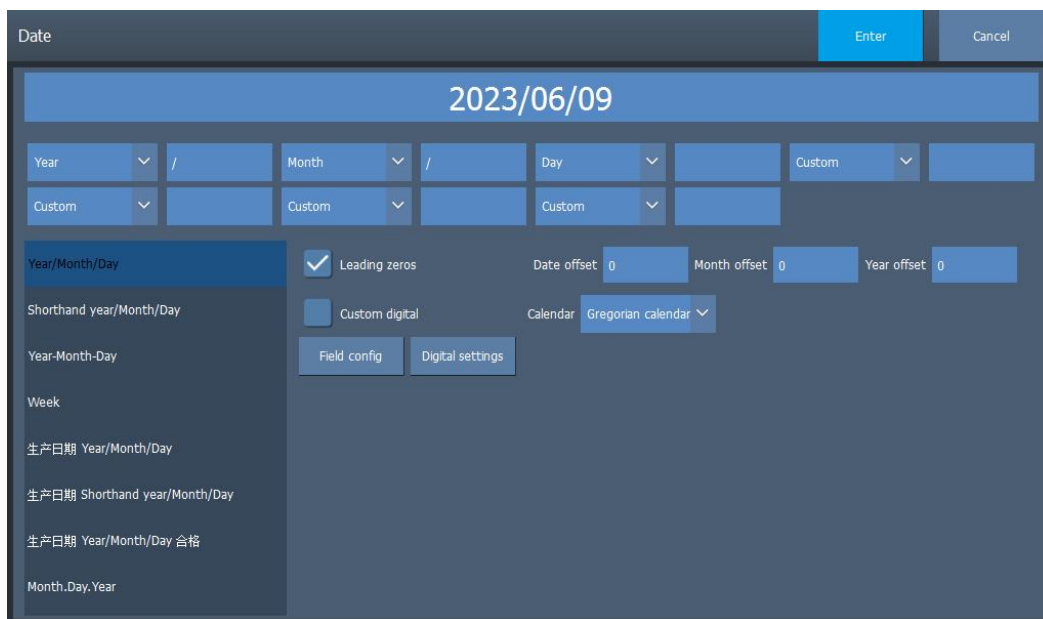 Date Enter Cancel
2023/06/09
Year / Month / Day Custom
Custom Custom Custom
Year/Month/Day Leading zeros Date offset 0 Month offset 0 Year offset 0
Shorthand year/Month/Day Custom digital Calendar Gregorian calendar
Year-Month-Day Field config Digital settings
Week
生产日期 Year/Month/Day
生产日期 Shorthand year/Month/Day
生产日期 Year/Month/Day 合格
Month.Day.Year